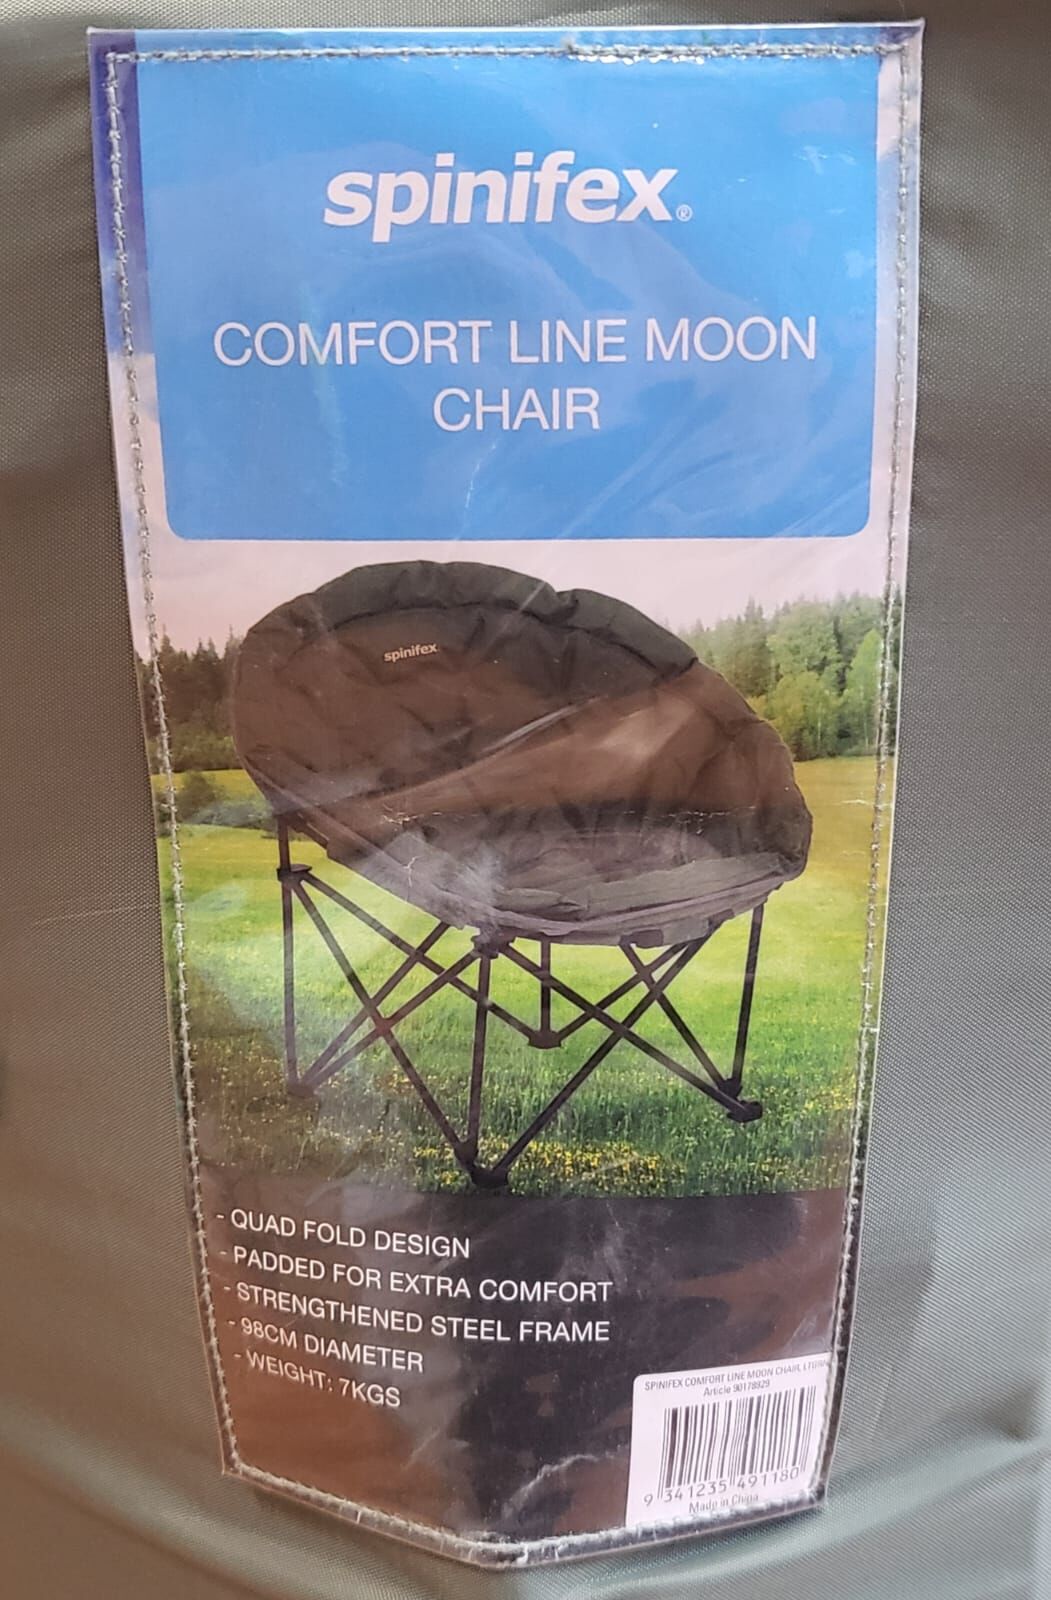 spinifex®
COMFORT LINE MOON
CHAIR
spinifex
- QUAD FOLD DESIGN
- PADDED FOR EXTRA COMFORT
- STRENGTHENED STEEL FRAME
- 98CM DIAMETER
- WEIGHT: 7KGS
SPINIFEX COMFORT LINE MOON CHAIR,
Article 90178929
9 341235 491180
Made in China